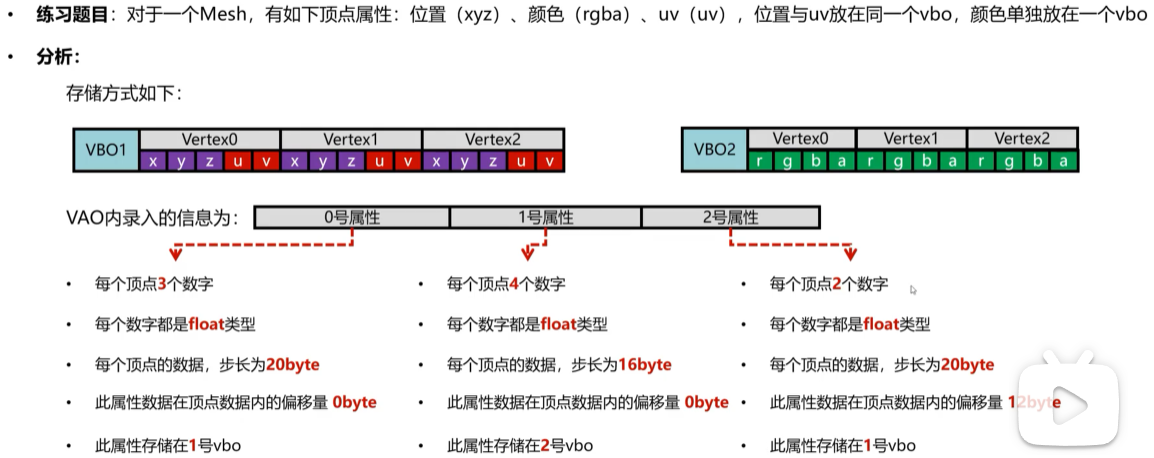 • 练习题目：对于一个Mesh，有如下顶点属性：位置（xyz）、颜色（rgba）、uv（uv），位置与uv放在同一个vbo，颜色单独放在一个vbo
• 分析：
存储方式如下：
VBO1 Vertex0 Vertex1 Vertex2
x y z u v x y z u v x y z u v
VBO2 Vertex0 Vertex1 Vertex2
r g b a r g b a r g b a
VAO内录入的信息为： 0号属性 1号属性 2号属性
• 每个顶点3个数字
• 每个数字都是float类型
• 每个顶点的数据，步长为20byte
• 此属性数据在顶点数据内的偏移量 0byte
• 此属性存储在1号vbo
• 每个顶点4个数字
• 每个数字都是float类型
• 每个顶点的数据，步长为16byte
• 此属性数据在顶点数据内的偏移量 0byte
• 此属性存储在2号vbo
• 每个顶点2个数字
• 每个数字都是float类型
• 每个顶点的数据，步长为20byte
• 此属性数据在顶点数据内的偏移量 12byte
• 此属性存储在1号vbo